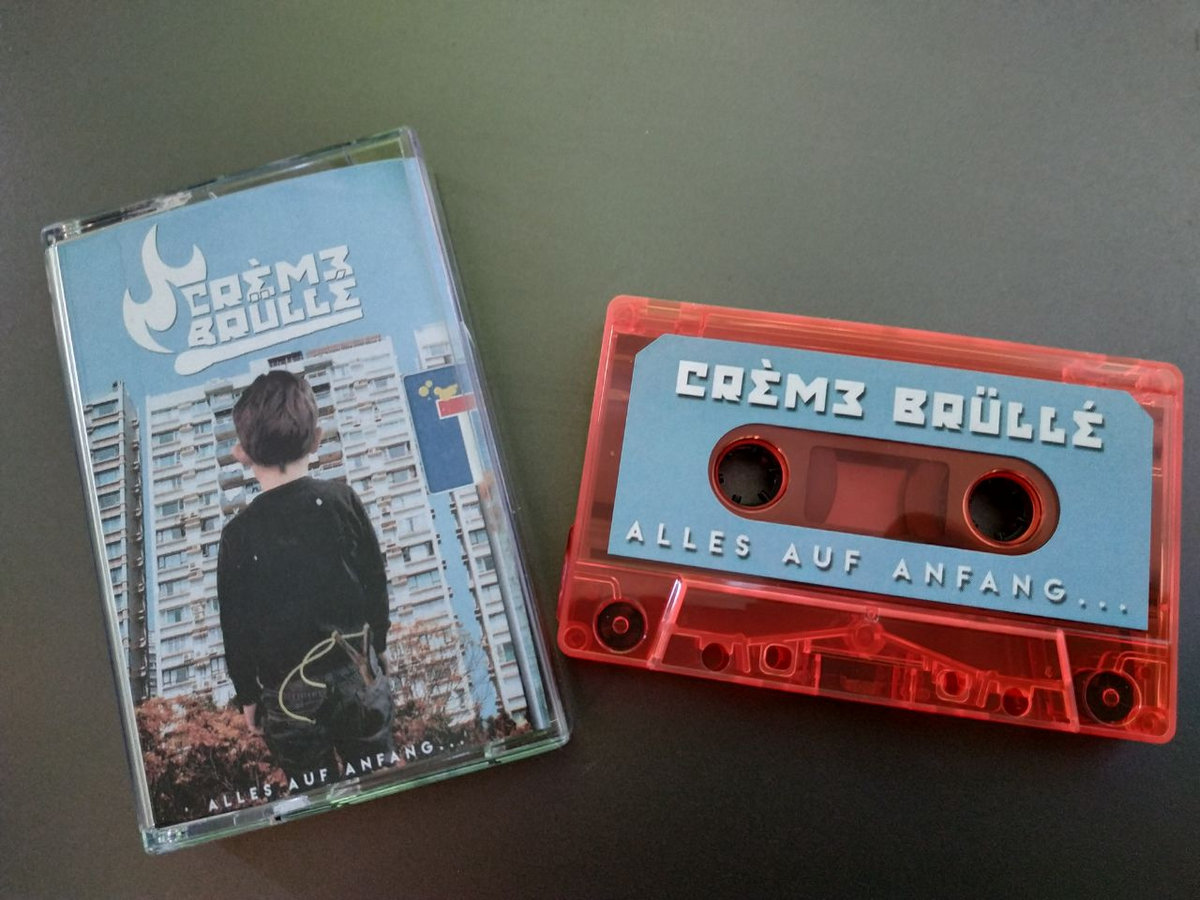 CRÈM3
BRÜLLÉ
ALLES AUF ANFANG...
CRÈM3 BRÜLLÉ
ALLES AUF ANFANG...